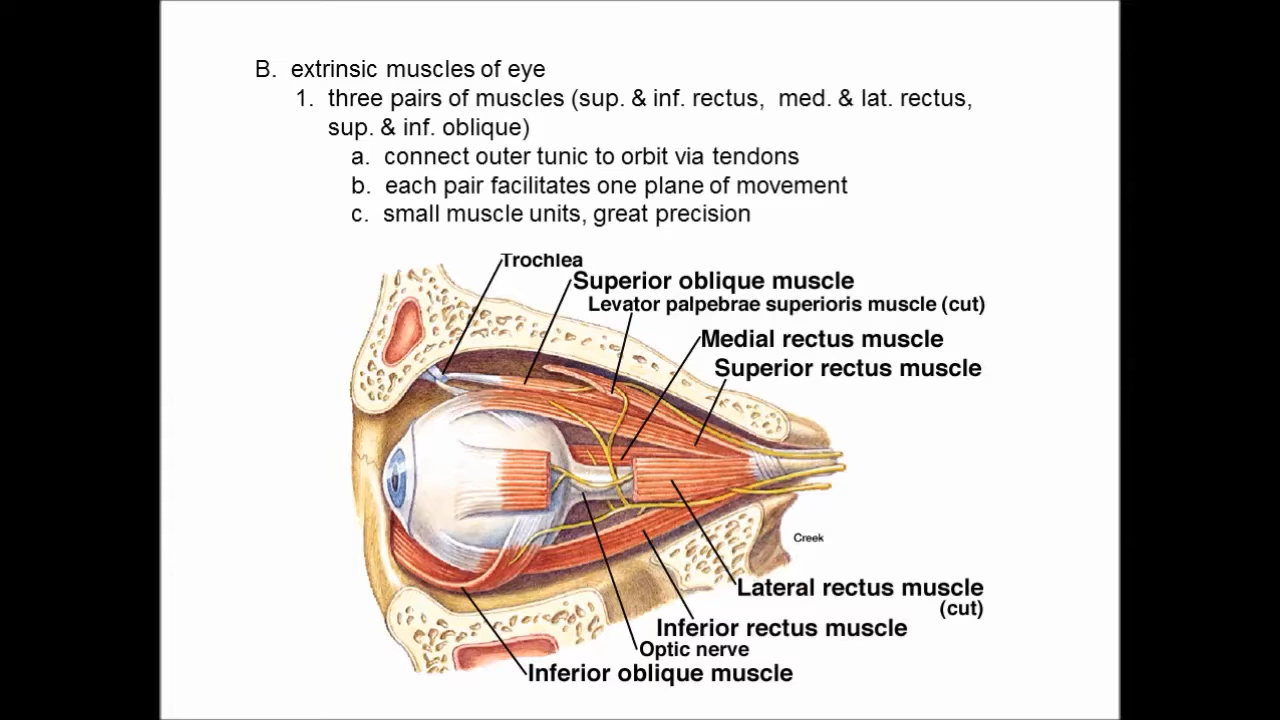 B. extrinsic muscles of eye
1. three pairs of muscles (sup. & inf. rectus, med. & lat. rectus,
sup. & inf. oblique)
a. connect outer tunic to orbit via tendons
b. each pair facilitates one plane of movement
c. small muscle units, great precision
Trochlea
Superior oblique muscle
Levator palpebrae superioris muscle (cut)
Medial rectus muscle
Superior rectus muscle
Creek
Lateral rectus muscle
(cut)
Inferior rectus muscle
Optic nerve
Inferior oblique muscle